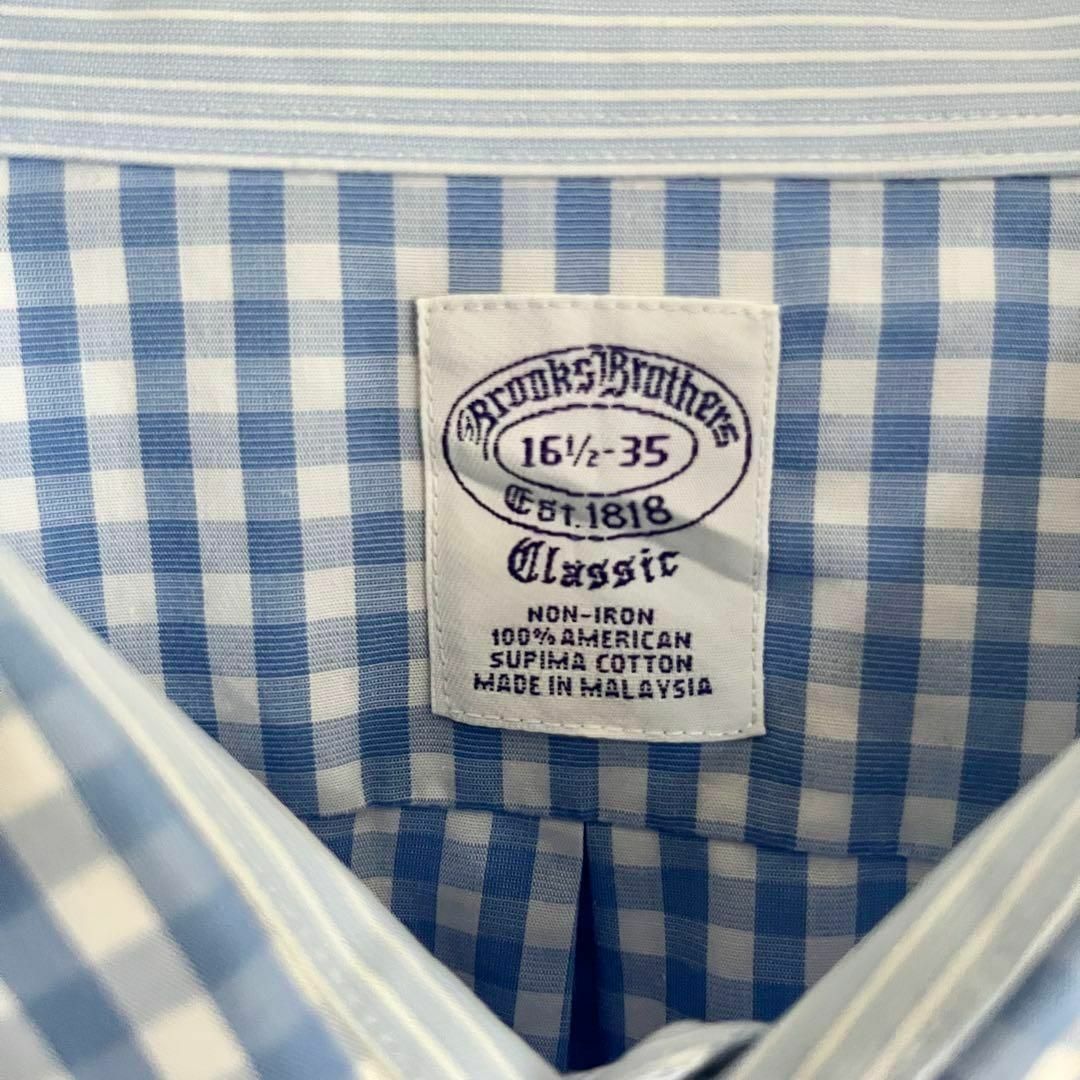 Brooks Brothers
16½-35
Est. 1818
Classic
NON-IRON
100% AMERICAN
SUPIMA COTTON
MADE IN MALAYSIA